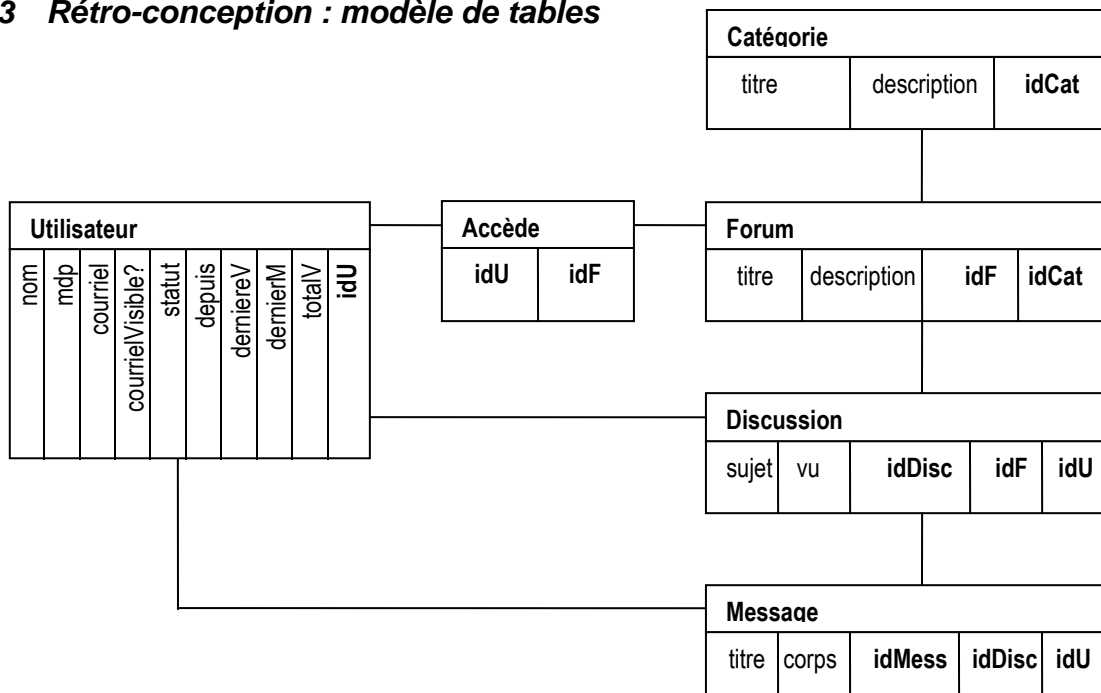 3 Rétro-conception : modèle de tables
Catégorie
titre description idCat
Utilisateur
nom mdp courriel courrielVisible? statut depuis derniereV dernierM totalV idU
Accède
idU idF
Forum
titre description idF idCat
Discussion
sujet vu idDisc idF idU
Message
titre corps idMess idDisc idU